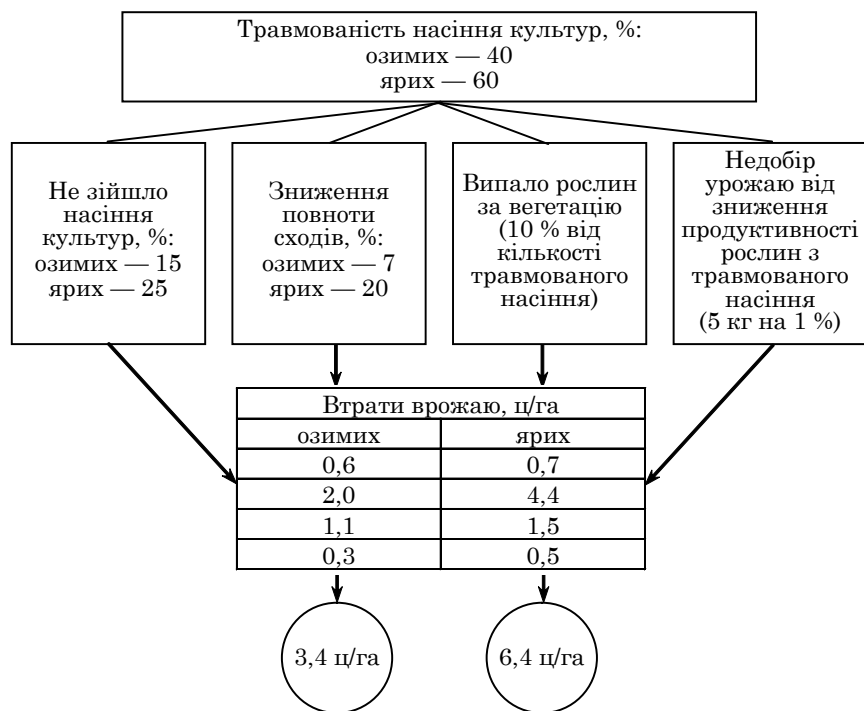 Травмованість насіння культур, %:
озимих — 40
ярих — 60
Не зійшло
насіння
культур, %:
озимих — 15
ярих — 25
Зниження
повноти
сходів, %:
озимих — 7
ярих — 20
Випало рослин
за вегетацію
(10 % від
кількості
травмованого
насіння)
Недобір
урожаю від
зниження
продуктивності
рослин з
травмованого
насіння
(5 кг на 1 %)
Втрати врожаю, ц/га
озимих ярих
0,6 0,7
2,0 4,4
1,1 1,5
0,3 0,5
3,4 ц/га 6,4 ц/га